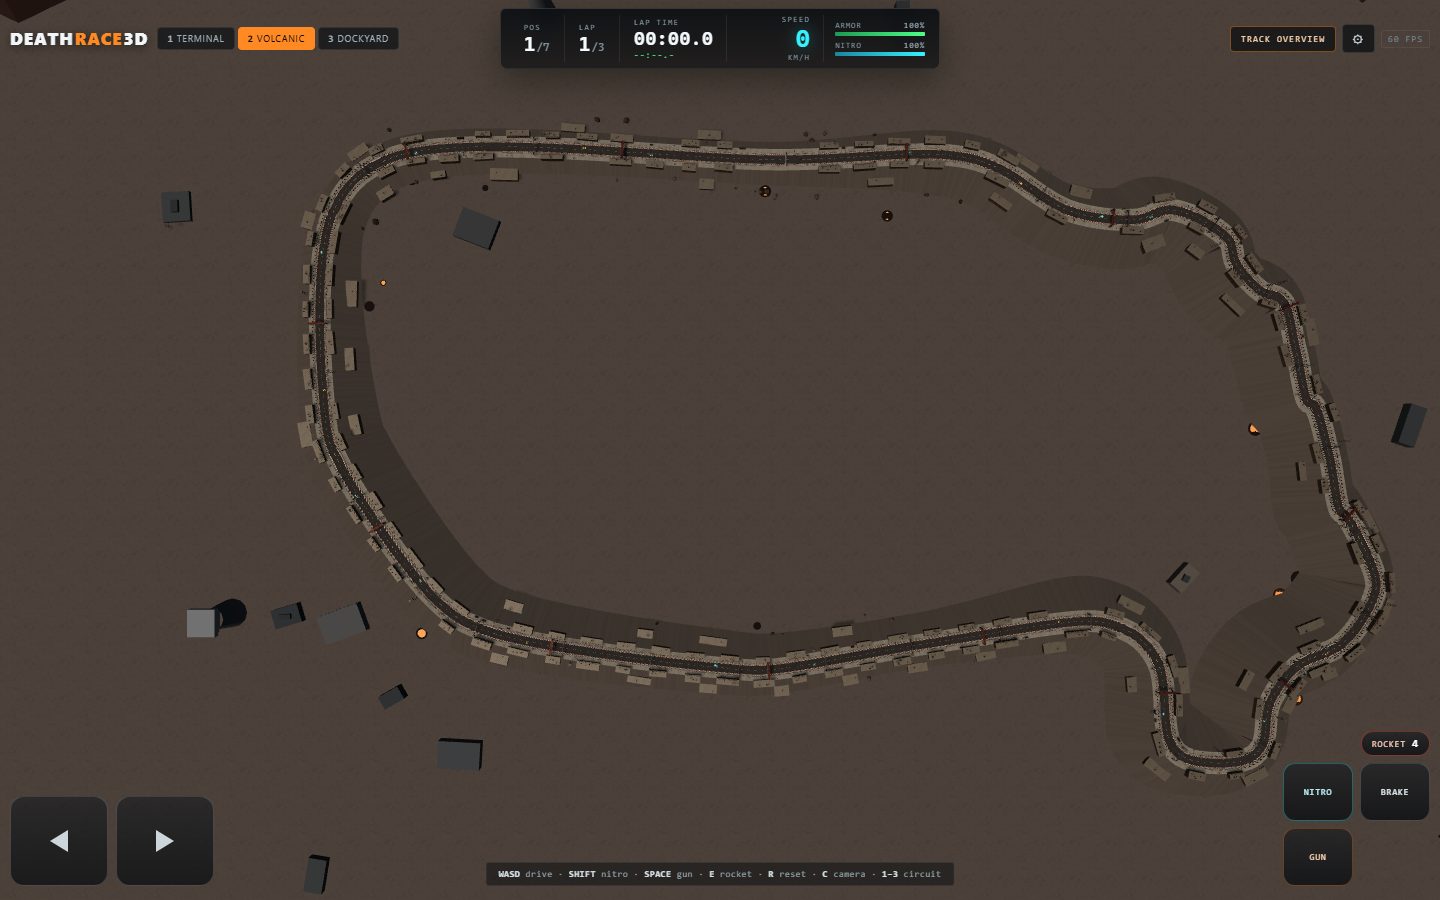 DEATHRACE3D
1 TERMINAL
2 VOLCANIC
3 DOCKYARD
POS
1/7
LAP
1/3
LAP TIME
00:00.0
--:--.-
SPEED
0
KM/H
ARMOR 100%
NITRO 100%
TRACK OVERVIEW
60 FPS
ROCKET 4
NITRO
BRAKE
GUN
WASD drive · SHIFT nitro · SPACE gun · E rocket · R reset · C camera · 1-3 circuit